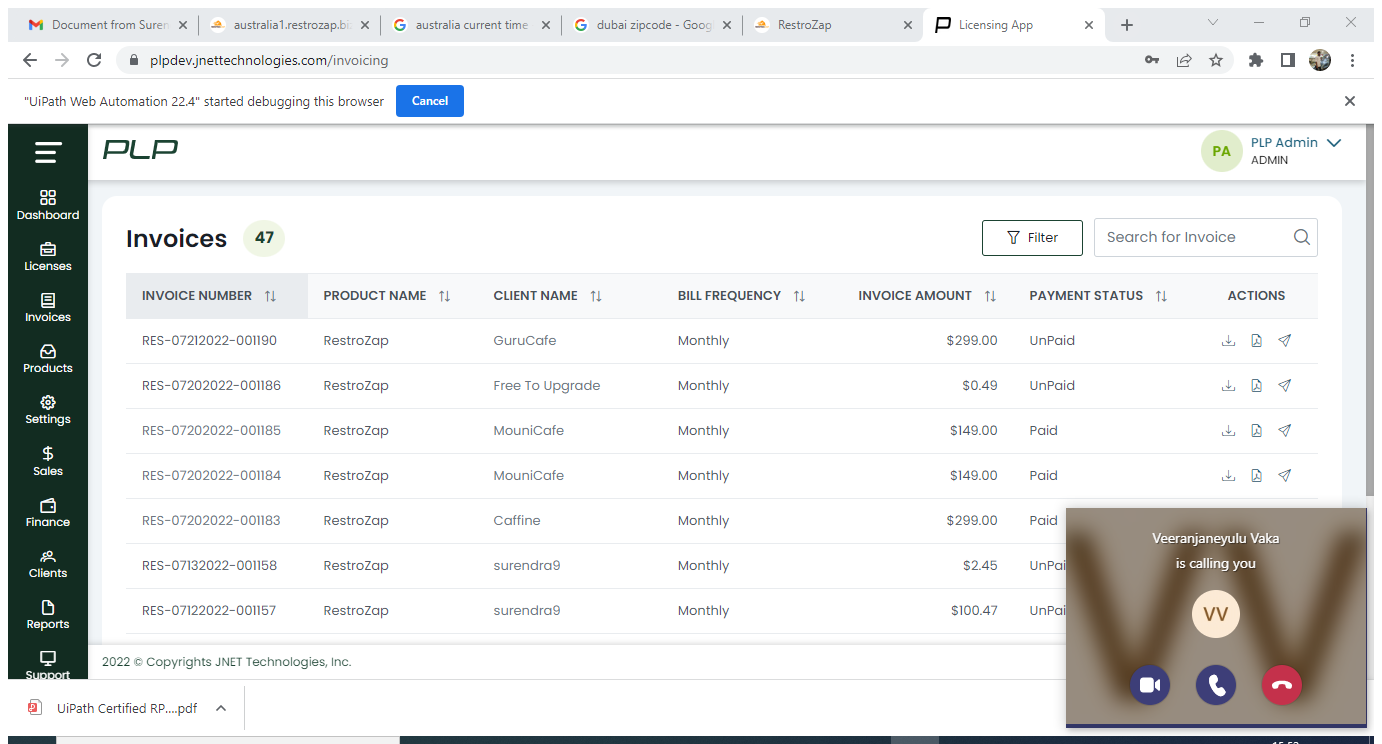 Document from Suren
australia1.restrozap.b
australia current time
dubai zipcode - Goog
RestroZap
Licensing App
plpdev.jnettechnologies.com/invoicing
"UiPath Web Automation 22.4" started debugging this browser Cancel
PLP
PA
PLP Admin
ADMIN
Dashboard
Licenses
Invoices
Products
Settings
Sales
Finance
Clients
Reports
Support
Invoices 47
Filter
Search for Invoice
INVOICE NUMBER PRODUCT NAME CLIENT NAME BILL FREQUENCY INVOICE AMOUNT PAYMENT STATUS ACTIONS
RES-07212022-001190 RestroZap GuruCafe Monthly $299.00 UnPaid
RES-07202022-001186 RestroZap Free To Upgrade Monthly $0.49 UnPaid
RES-07202022-001185 RestroZap MouniCafe Monthly $149.00 Paid
RES-07202022-001184 RestroZap MouniCafe Monthly $149.00 Paid
RES-07202022-001183 RestroZap Caffine Monthly $299.00 Paid
RES-07132022-001158 RestroZap surendra9 Monthly $2.45 UnPai
RES-07122022-001157 RestroZap surendra9 Monthly $100.47 UnPai
2022 © Copyrights JNET Technologies, Inc.
Veeranjaneyulu Vaka
is calling you
VV
UiPath Certified RP....pdf